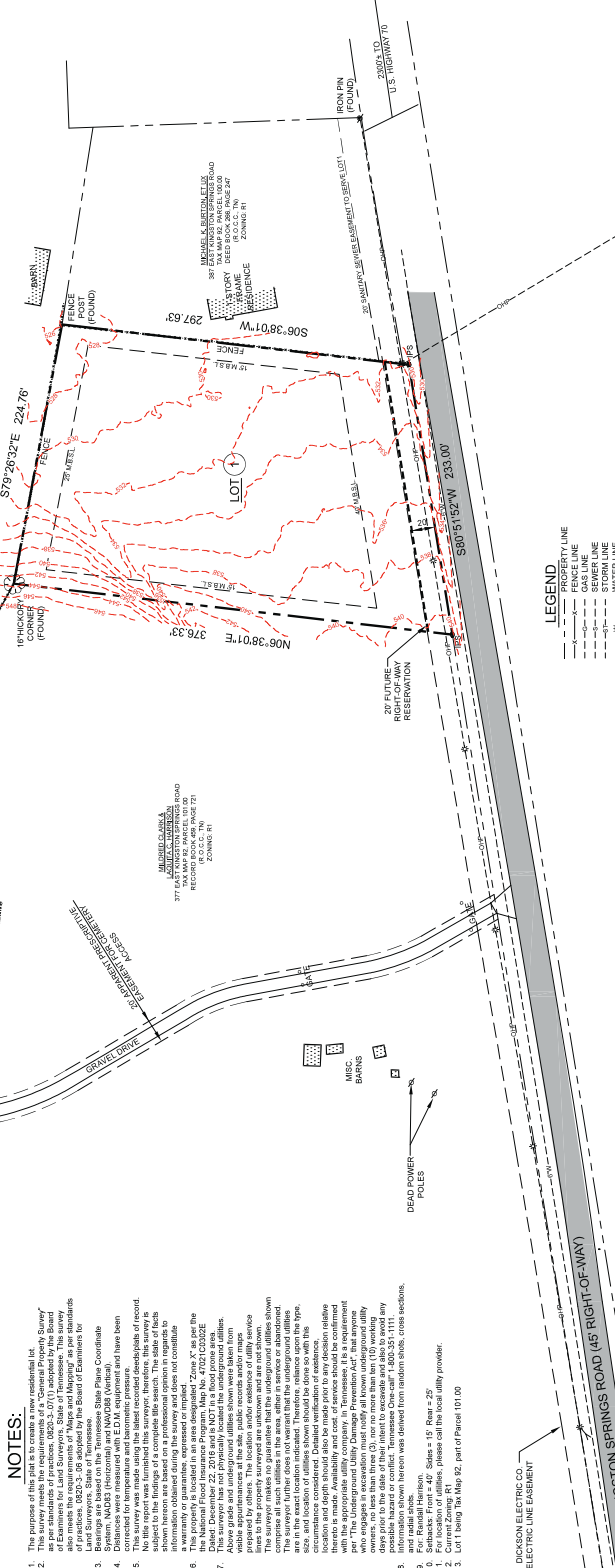 NOTES:
1. The purpose of this plat is to create a new residential lot.
2. This survey meets the requirements of a "General Property Survey"
as per standards of practices, 0820-3-.07(1) adopted by the Board
of Examiners for Land Surveyors, State of Tennessee. This survey
also meets the requirements of "Maps and Mapping" as per standards
of practices, 0820-3-.08 adopted by the Board of Examiners for
Land Surveyors, State of Tennessee.
3. Bearings are based on the Tennessee State Plane Coordinate
System, NAD83 (Horizontal) and NAVD88 (Vertical).
4. Distances were measured with E.D.M. equipment and have been
corrected for temperature and barometric pressure.
5. This survey was made using the latest recorded deeds/plats of record.
No title report was furnished this surveyor, therefore, this survey is
subject to the findings of a complete title search. The state of facts
shown hereon are based on a professional opinion in regards to
information obtained during the survey and does not constitute
a warranty or guarantee, expressed or implied.
6. This property is located in an area designated "Zone X" as per the
the National Flood Insurance Program, Map No. 47021C0302E
Dated: December 22, 2016 and is NOT in a flood prone area.
7. This surveyor has not physically located the underground utilities.
Above grade and underground utilities shown were taken from
visible appurtenances at the site, public records and/or maps
prepared by others. The location and/or existence of utility service
lines to the property surveyed are unknown and are not shown.
The surveyor makes no guarantee that the underground utilities shown
comprise all such utilities in the area, either in service or abandoned.
The surveyor further does not warrant that the underground utilities
are in the exact location indicated. Therefore, reliance upon the type,
size, and location of utilities shown should be done so with this
circumstance considered. Detailed verification of existence,
location and depth should also be made prior to any decision relative
thereto is made. Availability and cost of service should be confirmed
with the appropriate utility company. In Tennessee, it is a requirement
per "The Underground Utility Damage Prevention Act", that anyone
who engages in excavation must notify all known underground utility
owners, no less than three (3), nor no more than ten (10) working
days prior to the date of their intent to excavate and also to avoid any
possible hazard or conflict. Tennessee One-call" 1-800-351-1111.
8. Information shown hereon was derived from random shots, cross sections,
and radial shots.
9. For: Randall Harrison.
0. Setbacks: Front = 40' Sides = 15' Rear = 25'
1. For location of utilities, please call the local utility provider.
2. Current Zoning: R1
3. Lot 1 being Tax Map 92, part of Parcel 101.00
GRAVEL DRIVE
20' APPARENT PRESCRIPTIVE
EASEMENT FOR CEMETERY
ACCESS
GATE
GATE
MISC.
BARNS
DEAD POWER
POLES
DICKSON ELECTRIC CO.
ELECTRIC LINE EASEMENT
ON SPRINGS ROAD (45' RIGHT-OF-WAY)
MILDRED CLARK &
LAQUITA C. HARRISON
377 EAST KINGSTON SPRINGS ROAD
TAX MAP 92, PARCEL 101.00
RECORD BOOK 459, PAGE 721
(R.O.C.C., TN)
ZONING: R1
16" HICKORY
CORNER
(FOUND)
S79°26'32"E 224.76'
FENCE
25' M.B.S.L.
BARN
FENCE
POST
(FOUND)
297.63'
S06°38'01"W
FENCE
15' M.B.S.L.
STORY
FRAME
RESIDENCE
MICHAEL K. BURTON, ET UX
387 EAST KINGSTON SPRINGS ROAD
TAX MAP 92, PARCEL 100.00
DEED BOOK 266, PAGE 247
(R.O.C.C., TN)
ZONING: R1
LOT 1
15' M.B.S.L.
40' M.B.S.L.
N06°38'01"E
376.33'
20' FUTURE
RIGHT-OF-WAY
RESERVATION
20'
IPS
IPS
S80°51'52"W 233.00'
20' SANITARY SEWER EASEMENT TO SERVE LOT 1
IRON PIN
(FOUND)
2300'± TO
U.S. HIGHWAY 70
LEGEND
PROPERTY LINE
X FENCE LINE
G GAS LINE
S SEWER LINE
ST STORM LINE